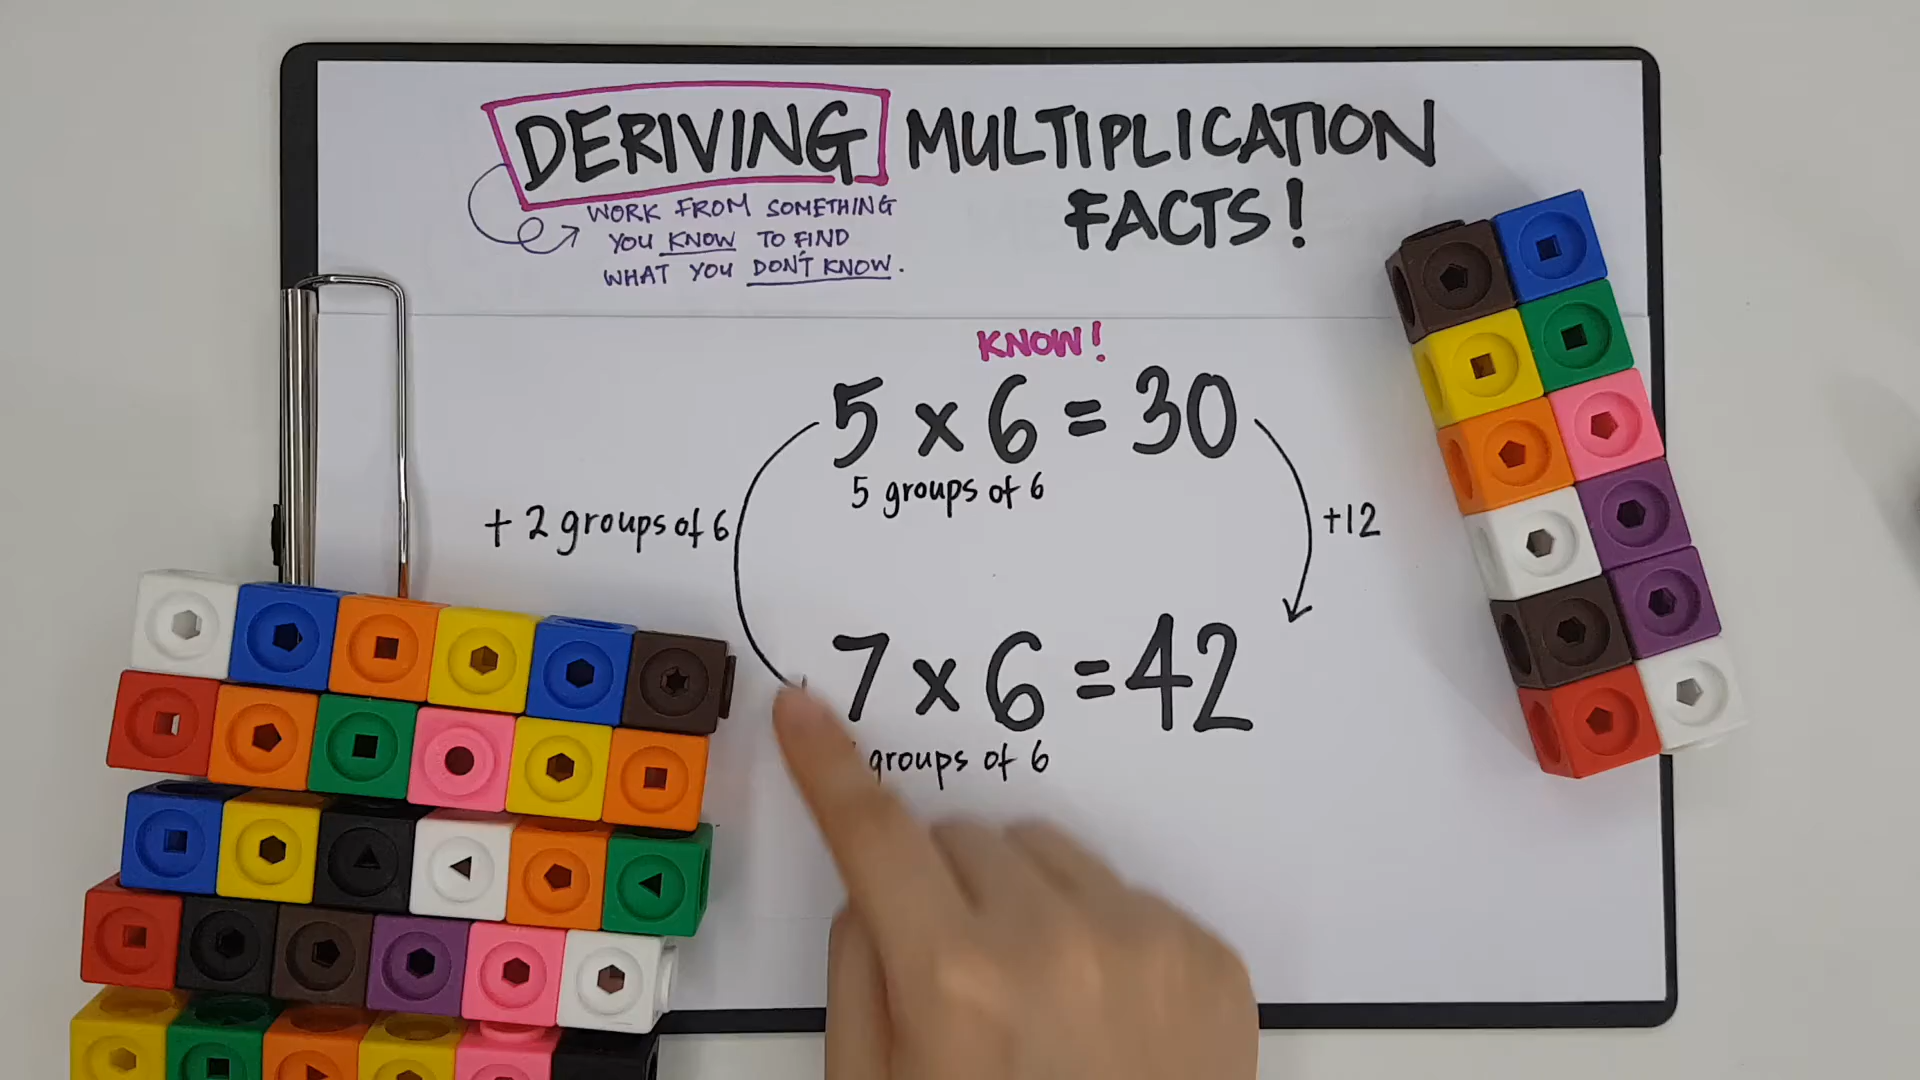 DERIVING MULTIPLICATION
FACTS!
WORK FROM SOMETHING
YOU KNOW TO FIND
WHAT YOU DON'T KNOW.
KNOW!
5 x 6 = 30
5 groups of 6
+ 2 groups of 6
+12
7 x 6 = 42
groups of 6